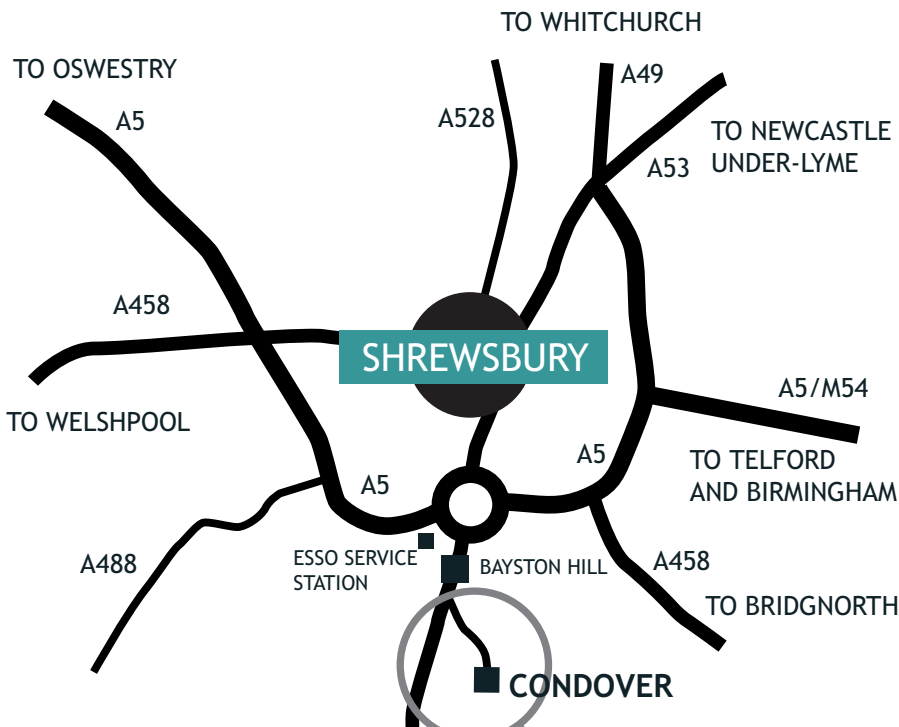 TO WHITCHURCH
TO OSWESTRY
A49
A5
A528
TO NEWCASTLE
UNDER-LYME
A53
A458
SHREWSBURY
A5/M54
TO WELSHPOOL
A5
TO TELFORD
AND BIRMINGHAM
A5
ESSO SERVICE
STATION
BAYSTON HILL
A488
A458
TO BRIDGNORTH
CONDOVER